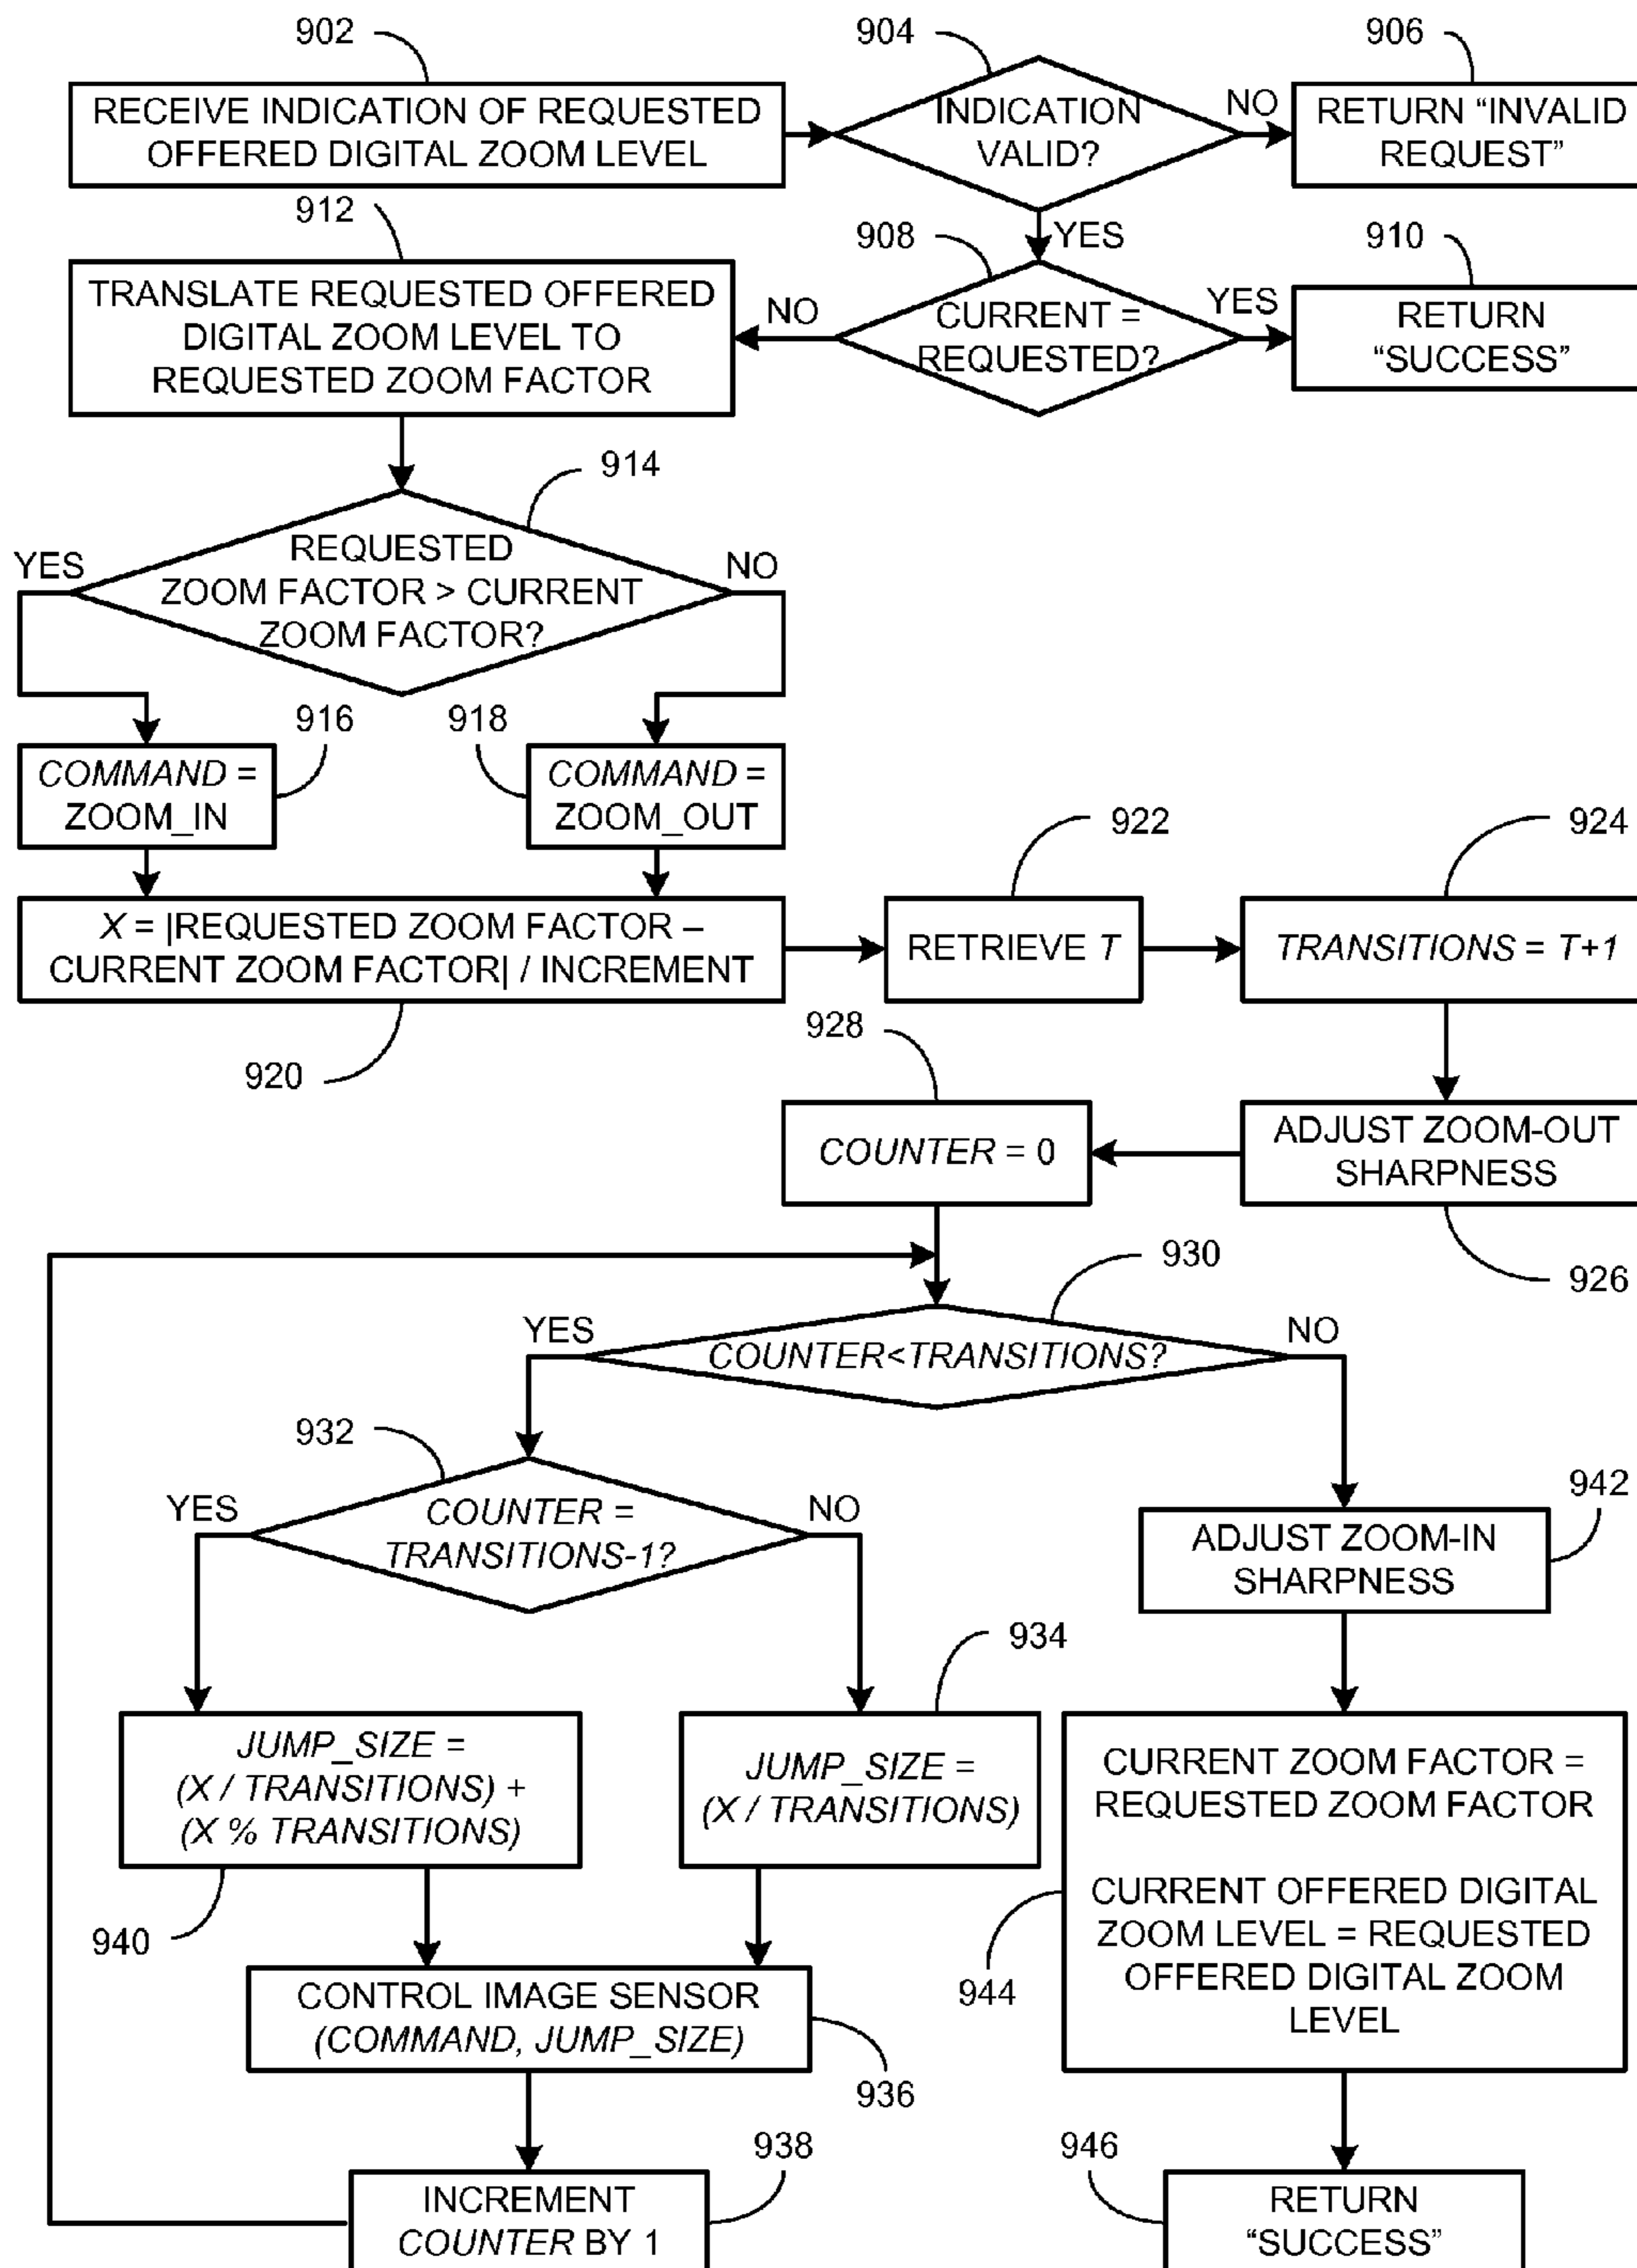 902
904
906
RECEIVE INDICATION OF REQUESTED
OFFERED DIGITAL ZOOM LEVEL
INDICATION
VALID?
NO
RETURN “INVALID
REQUEST”
912
908
YES
910
TRANSLATE REQUESTED OFFERED
DIGITAL ZOOM LEVEL TO
REQUESTED ZOOM FACTOR
NO
CURRENT =
REQUESTED?
YES
RETURN
“SUCCESS”
914
YES
REQUESTED
ZOOM FACTOR > CURRENT
ZOOM FACTOR?
NO
916
918
COMMAND =
ZOOM_IN
COMMAND =
ZOOM_OUT
922
924
X = |REQUESTED ZOOM FACTOR –
CURRENT ZOOM FACTOR| / INCREMENT
RETRIEVE T
TRANSITIONS = T+1
920
928
COUNTER = 0
ADJUST ZOOM-OUT
SHARPNESS
926
930
YES
COUNTER<TRANSITIONS?
NO
932
YES
COUNTER =
TRANSITIONS-1?
NO
942
ADJUST ZOOM-IN
SHARPNESS
934
JUMP_SIZE =
(X / TRANSITIONS) +
(X % TRANSITIONS)
JUMP_SIZE =
(X / TRANSITIONS)
CURRENT ZOOM FACTOR =
REQUESTED ZOOM FACTOR
CURRENT OFFERED DIGITAL
ZOOM LEVEL = REQUESTED
OFFERED DIGITAL ZOOM
LEVEL
940
944
CONTROL IMAGE SENSOR
(COMMAND, JUMP_SIZE)
936
938
946
INCREMENT
COUNTER BY 1
RETURN
“SUCCESS”